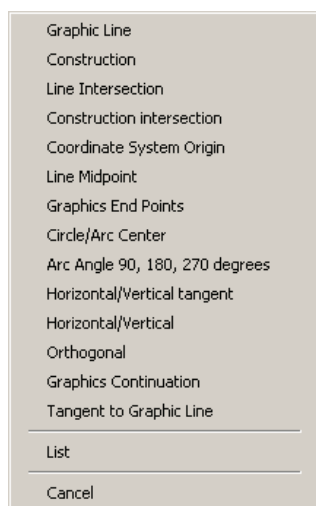 Graphic Line
Construction
Line Intersection
Construction intersection
Coordinate System Origin
Line Midpoint
Graphics End Points
Circle/Arc Center
Arc Angle 90, 180, 270 degrees
Horizontal/Vertical tangent
Horizontal/Vertical
Orthogonal
Graphics Continuation
Tangent to Graphic Line
List
Cancel